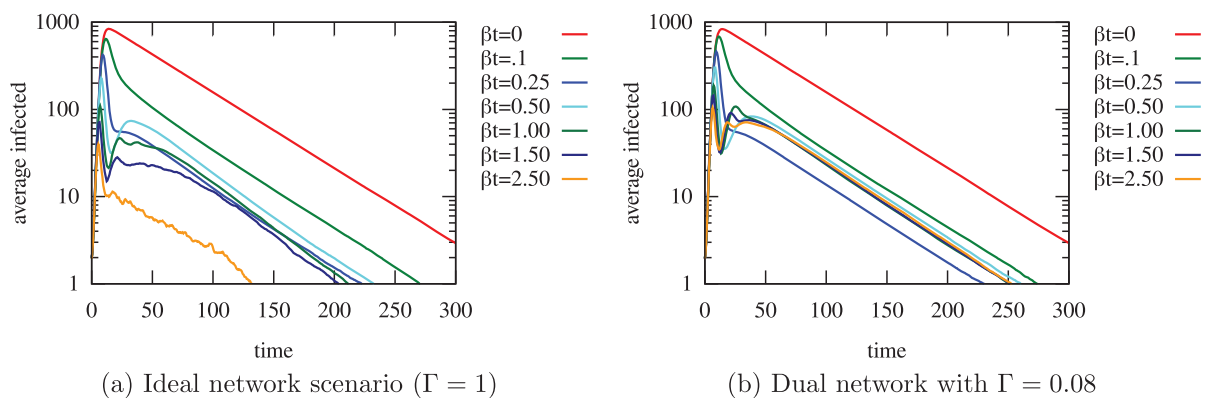 1000
100
10
1
0
50
100
150
200
250
300
average infected
time
βt=0
βt=.1
βt=0.25
βt=0.50
βt=1.00
βt=1.50
βt=2.50
(a) Ideal network scenario (Γ = 1)
1000
100
10
1
0
50
100
150
200
250
300
average infected
time
βt=0
βt=.1
βt=0.25
βt=0.50
βt=1.00
βt=1.50
βt=2.50
(b) Dual network with Γ = 0.08